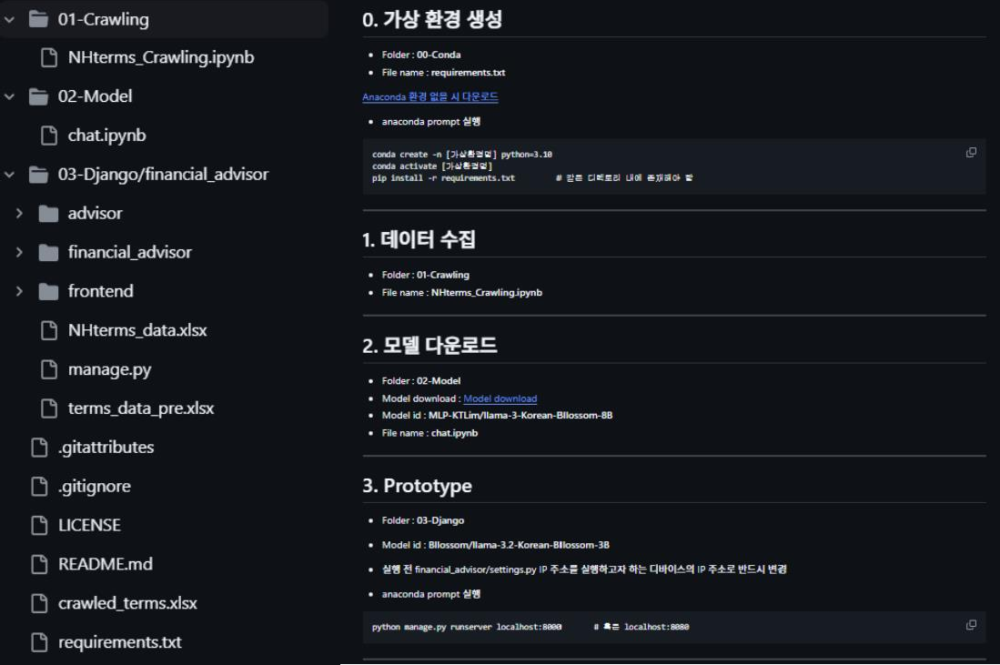 01-Crawling
NHterms_Crawling.ipynb
02-Model
chat.ipynb
03-Django/financial_advisor
advisor
financial_advisor
frontend
NHterms_data.xlsx
manage.py
terms_data_pre.xlsx
.gitattributes
.gitignore
LICENSE
README.md
crawled_terms.xlsx
requirements.txt
0. 가상 환경 생성
Folder : 00-Conda
File name : requirements.txt
Anaconda 환경 없을 시 다운로드
anaconda prompt 실행
conda create -n [가상환경명] python=3.10
conda activate [가상환경명]
pip install -r requirements.txt # 같은 디렉토리 내에 존재해야 함
1. 데이터 수집
Folder : 01-Crawling
File name : NHterms_Crawling.ipynb
2. 모델 다운로드
Folder : 02-Model
Model download : Model download
Model id : MLP-KTLim/llama-3-Korean-Bllossom-8B
File name : chat.ipynb
3. Prototype
Folder : 03-Django
Model id : Bllossom/llama-3.2-Korean-Bllossom-3B
실행 전 financial_advisor/settings.py IP 주소를 실행하고자 하는 디바이스의 IP 주소로 반드시 변경
anaconda prompt 실행
python manage.py runserver localhost:8000 # 혹은 localhost:8080